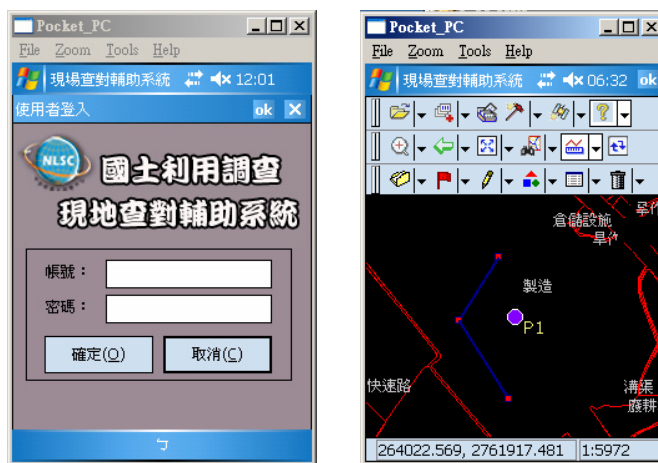 Pocket_PC
File Zoom Tools Help
現場查對輔助系統 12:01
使用者登入 ok
NLSC
國土利用調查
現地查對輔助系統
帳號：
密碼：
確定(O) 取消(C)
Pocket_PC
File Zoom Tools Help
現場查對輔助系統 06:32 ok
倉儲設施
旱作
旱作
製造
P1
快速路
溝渠
廢耕
264022.569, 2761917.481 1:5972